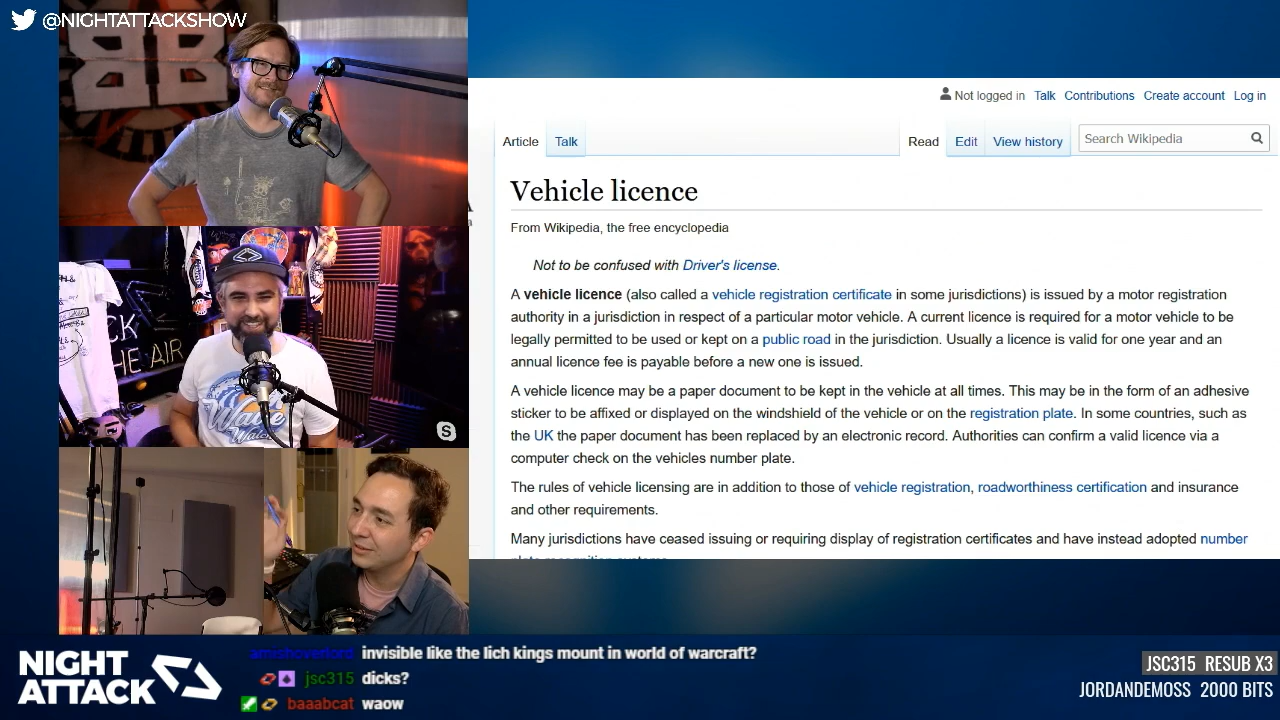 @NIGHTATTACKSHOW
Not logged in Talk Contributions Create account Log in
Article Talk Read Edit View history Search Wikipedia
Vehicle licence
From Wikipedia, the free encyclopedia
Not to be confused with Driver's license.
A vehicle licence (also called a vehicle registration certificate in some jurisdictions) is issued by a motor registration
authority in a jurisdiction in respect of a particular motor vehicle. A current licence is required for a motor vehicle to be
legally permitted to be used or kept on a public road in the jurisdiction. Usually a licence is valid for one year and an
annual licence fee is payable before a new one is issued.
A vehicle licence may be a paper document to be kept in the vehicle at all times. This may be in the form of an adhesive
sticker to be affixed or displayed on the windshield of the vehicle or on the registration plate. In some countries, such as
the UK the paper document has been replaced by an electronic record. Authorities can confirm a valid licence via a
computer check on the vehicles number plate.
The rules of vehicle licensing are in addition to those of vehicle registration, roadworthiness certification and insurance
and other requirements.
Many jurisdictions have ceased issuing or requiring display of registration certificates and have instead adopted number
CK
HE AIR
Wave
NIGHT
ATTACK
amishoverlord invisible like the lich kings mount in world of warcraft?
jsc315 dicks?
baaabcat waow
JSC315 RESUB X3
JORDANDEMOSS 2000 BITS